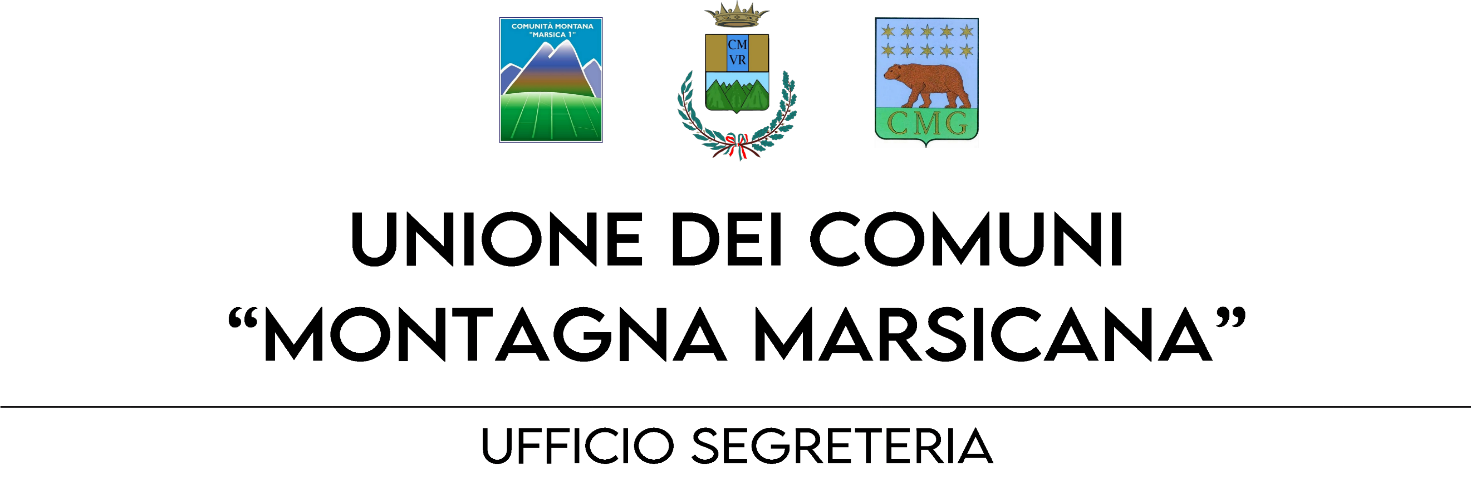 COMUNITÀ MONTANA
"MARSICA 1"
CM
VR
CMG
UNIONE DEI COMUNI
“MONTAGNA MARSICANA”
UFFICIO SEGRETERIA